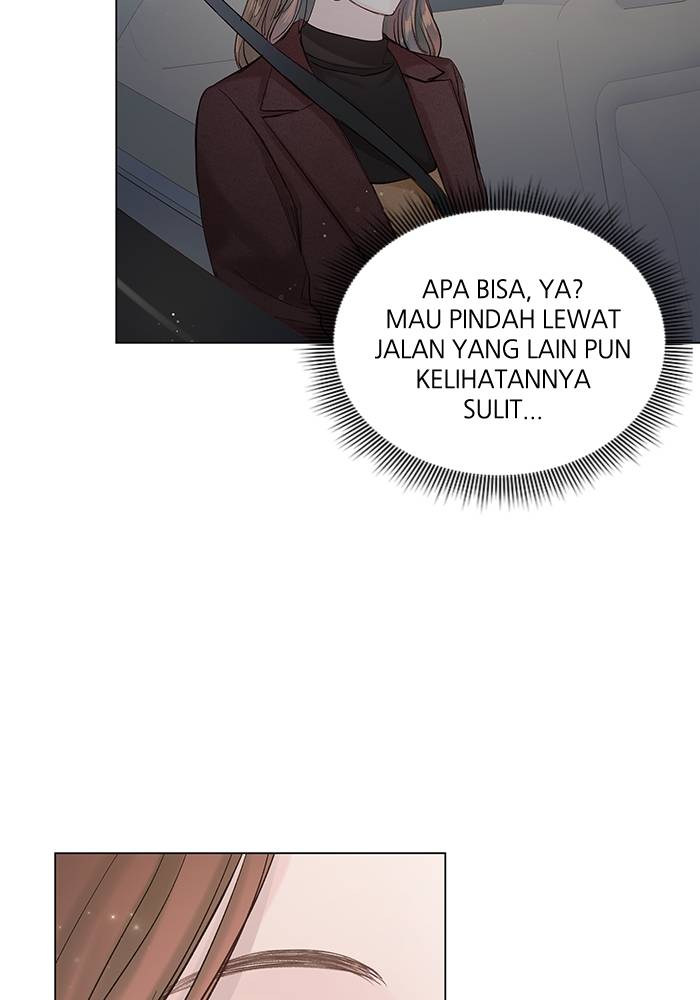 APA BISA, YA?
MAU PINDAH LEWAT
JALAN YANG LAIN PUN
KELIHATANNYA
SULIT...